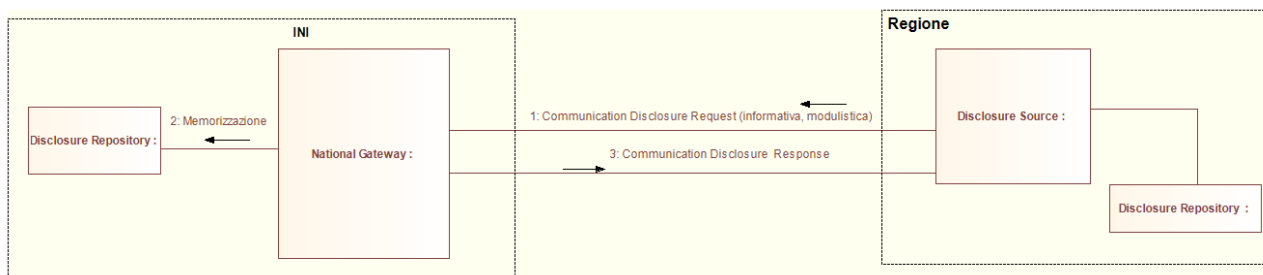 INI
Regione
2: Memorizzazione
1: Communication Disclosure Request (informativa, modulistica)
Disclosure Repository :
National Gateway :
Disclosure Source :
3: Communication Disclosure Response
Disclosure Repository :